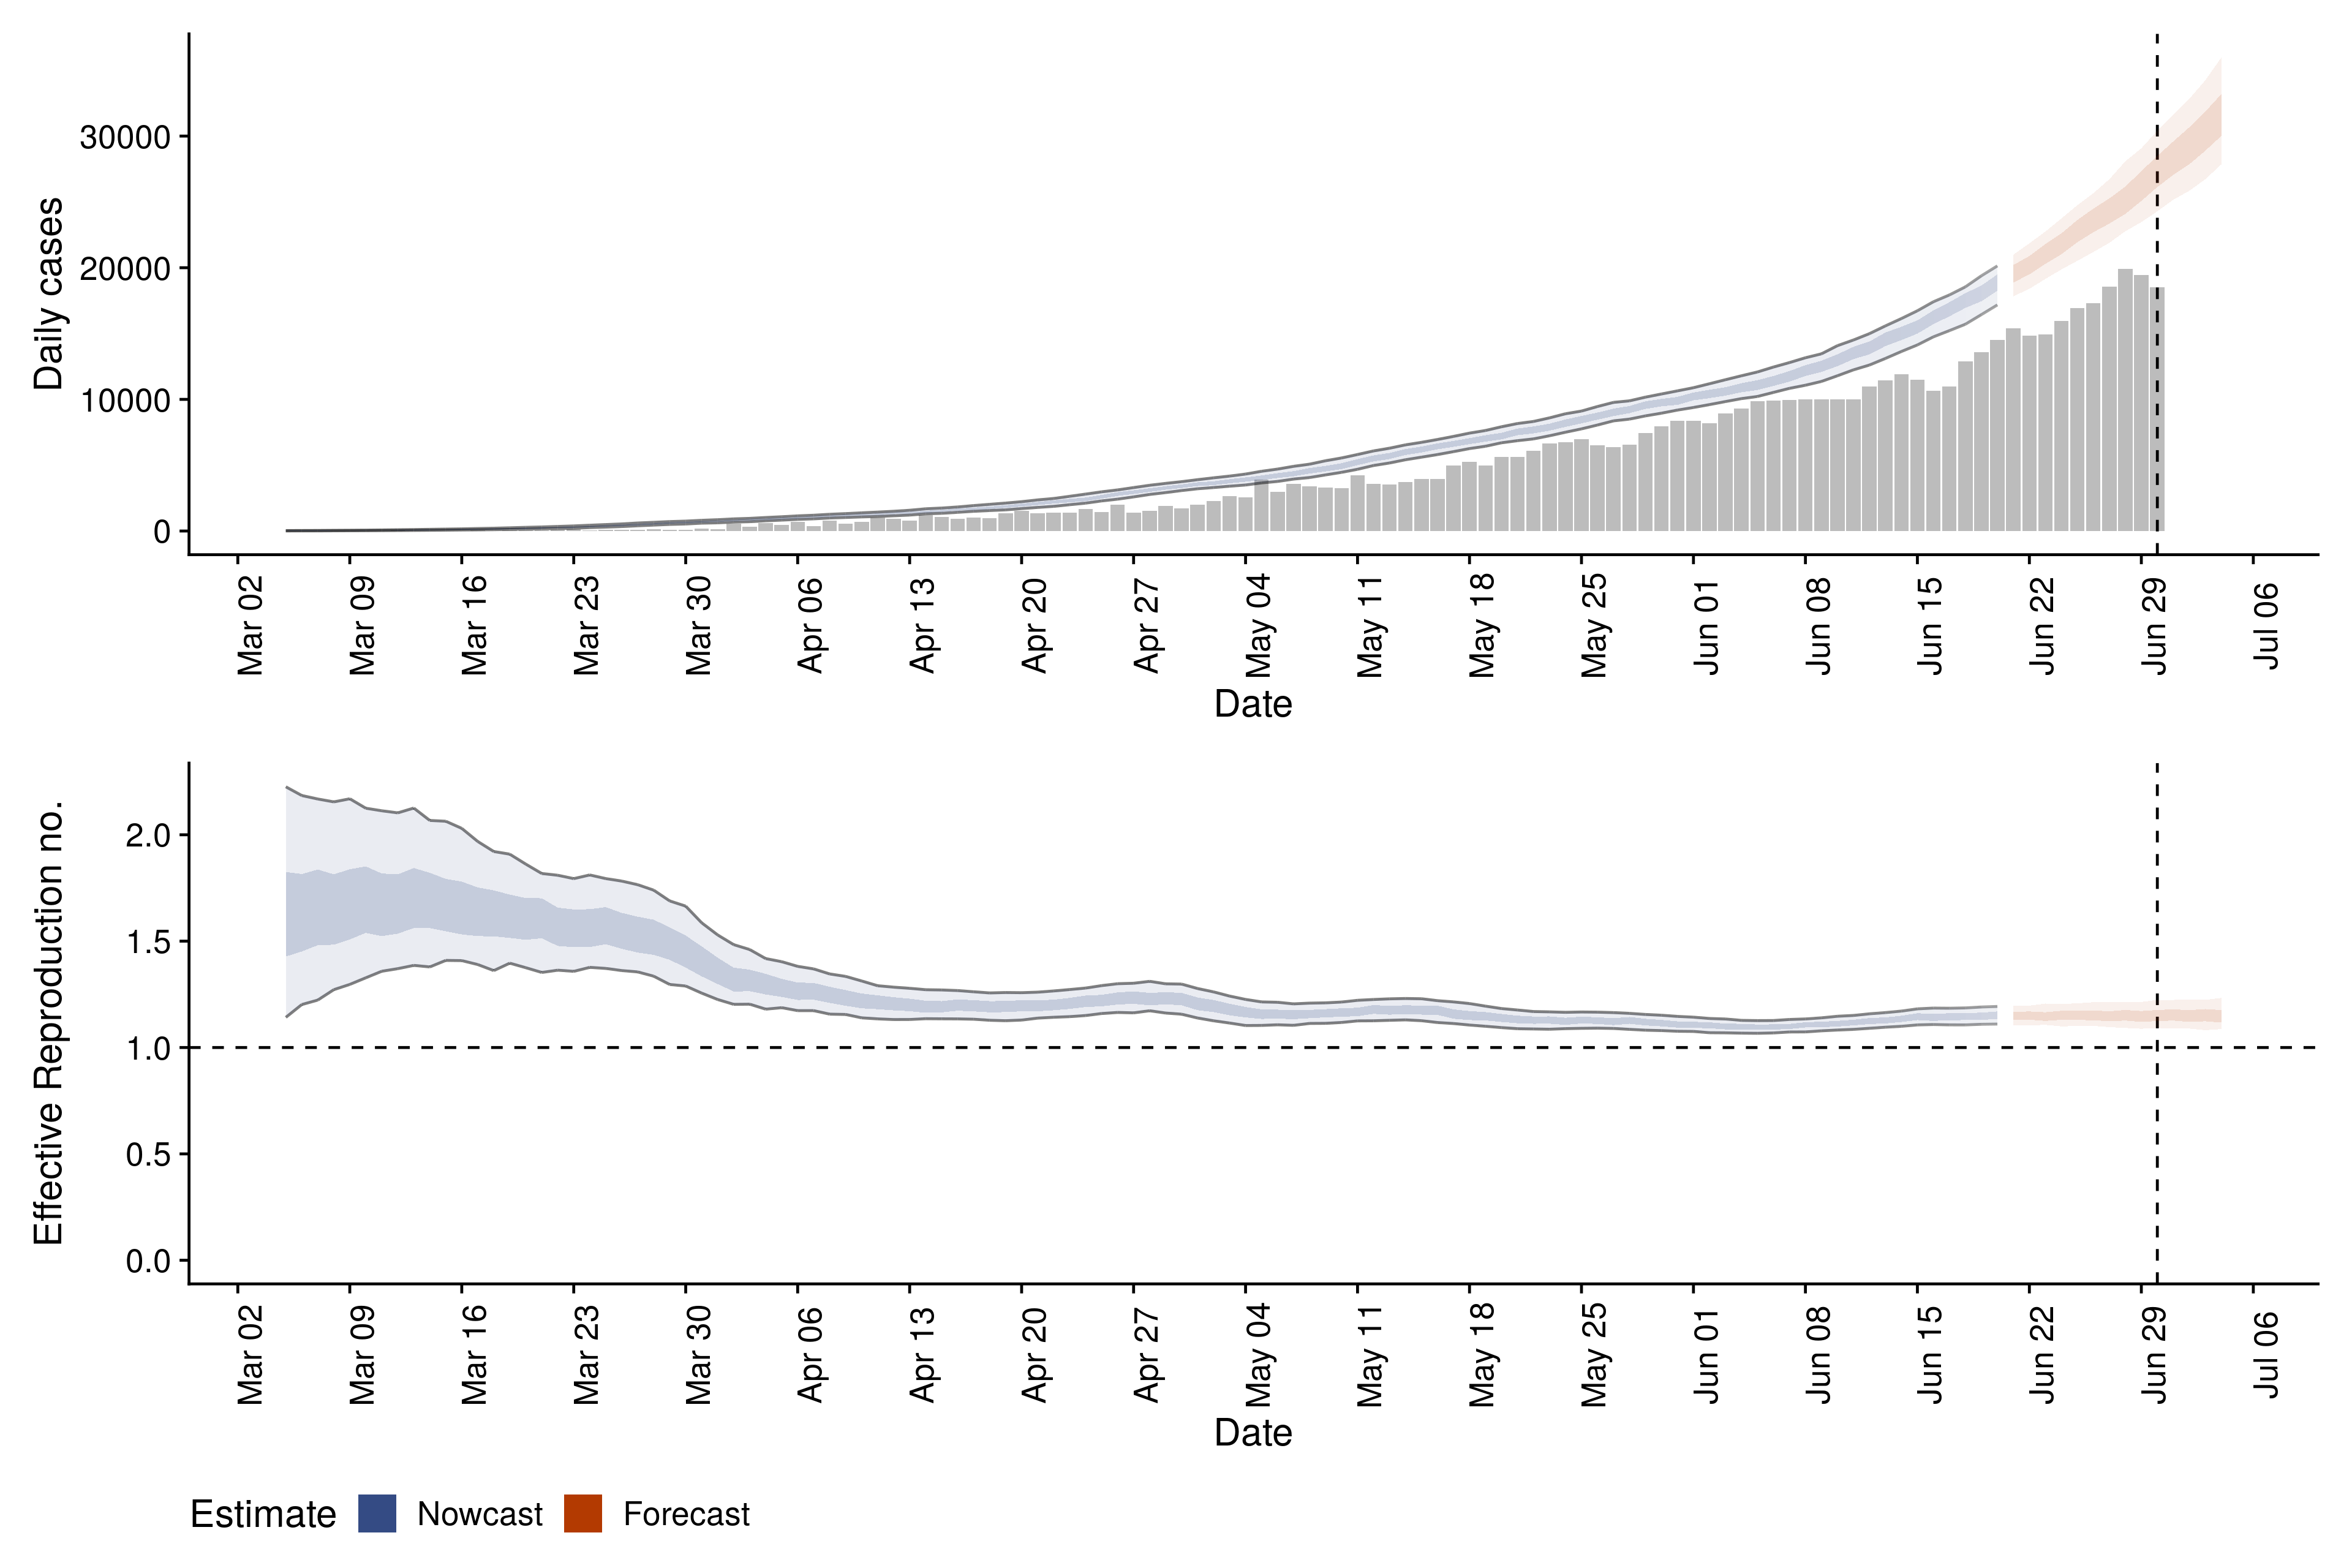 Daily cases
30000
20000
10000
0
Mar 02
Mar 09
Mar 16
Mar 23
Mar 30
Apr 06
Apr 13
Apr 20
Apr 27
May 04
May 11
May 18
May 25
Jun 01
Jun 08
Jun 15
Jun 22
Jun 29
Jul 06
Date
Effective Reproduction no.
2.0
1.5
1.0
0.5
0.0
Mar 02
Mar 09
Mar 16
Mar 23
Mar 30
Apr 06
Apr 13
Apr 20
Apr 27
May 04
May 11
May 18
May 25
Jun 01
Jun 08
Jun 15
Jun 22
Jun 29
Jul 06
Date
Estimate Nowcast Forecast